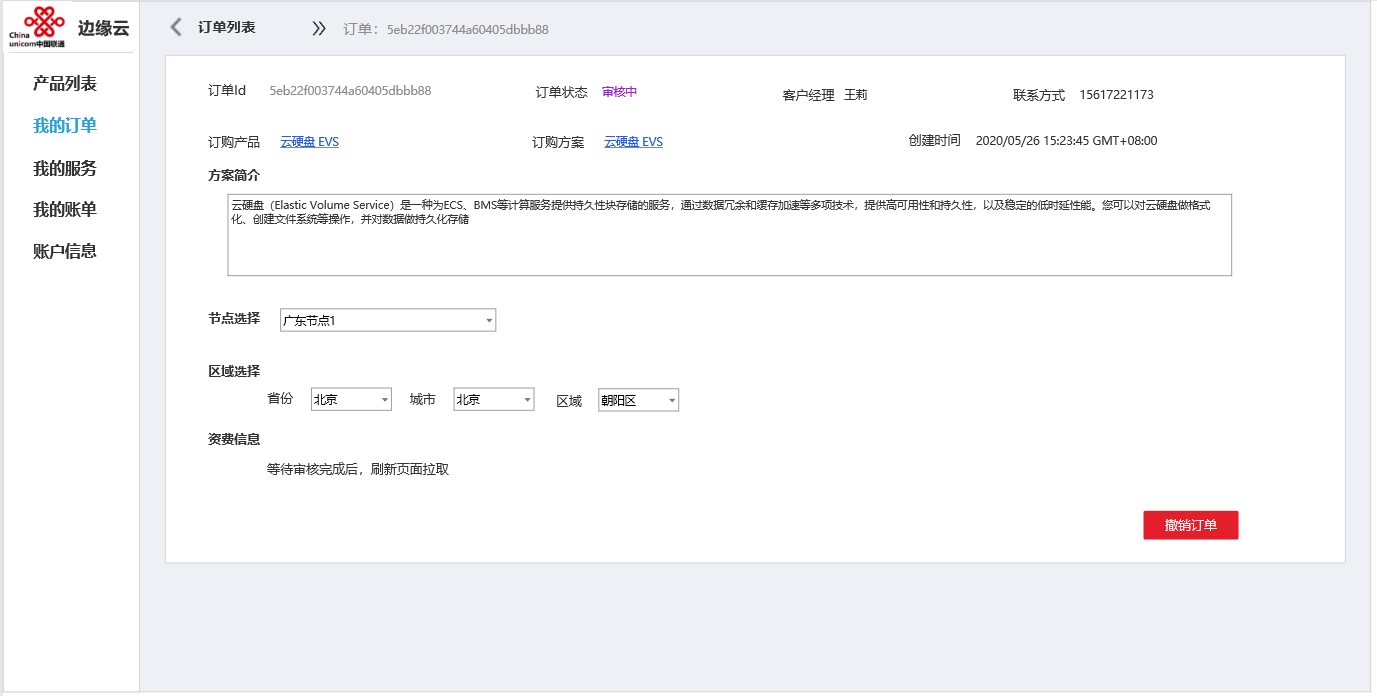 China
unicom中国联通
边缘云
产品列表
我的订单
我的服务
我的账单
账户信息
订单列表
订单：5eb22f003744a60405dbbb88
订单Id 5eb22f003744a60405dbbb88 订单状态 审核中 客户经理 王莉 联系方式 15617221173
订购产品 云硬盘 EVS 订购方案 云硬盘 EVS 创建时间 2020/05/26 15:23:45 GMT+08:00
方案简介
云硬盘（Elastic Volume Service）是一种为ECS、BMS等计算服务提供持久性块存储的服务，通过数据冗余和缓存加速等多项技术，提供高可用性和持久性，以及稳定的低时延性能。您可以对云硬盘做格式
化、创建文件系统等操作，并对数据做持久化存储
节点选择 广东节点1
区域选择
省份 北京 城市 北京 区域 朝阳区
资费信息
等待审核完成后，刷新页面拉取
撤销订单